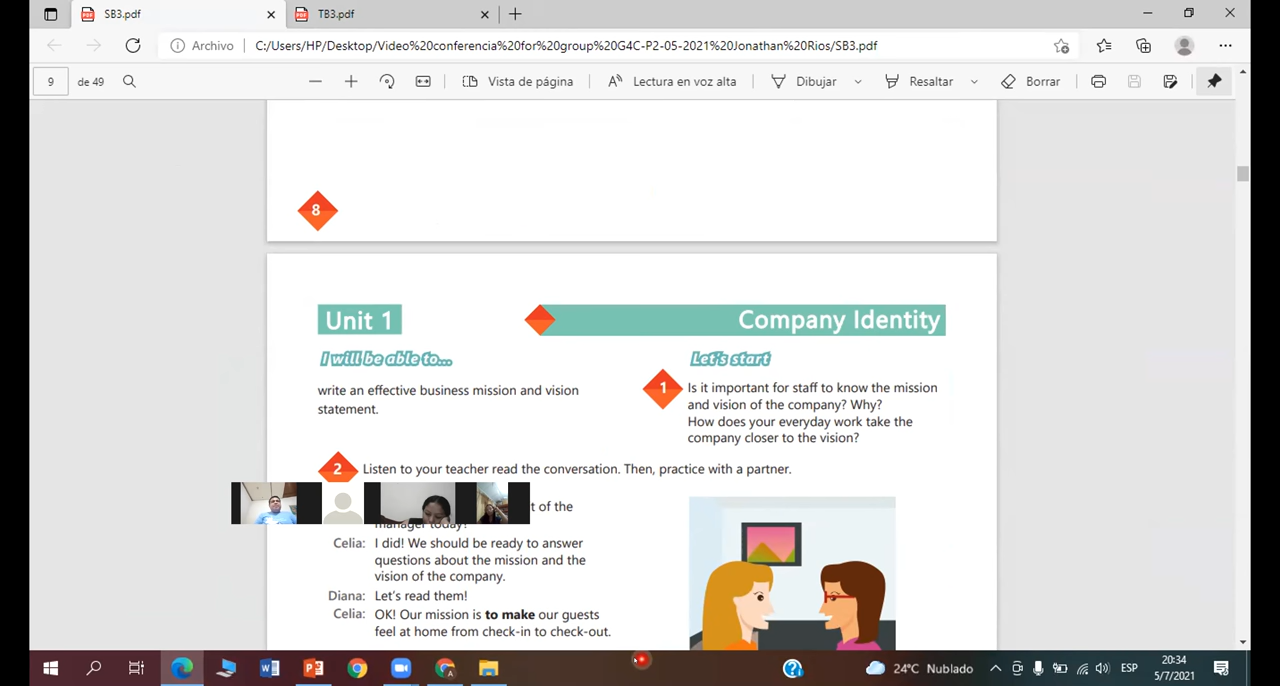 SB3.pdf
TB3.pdf
Archivo
C:/Users/HP/Desktop/Video%20conferencia%20for%20group%20G4C-P2-05-2021%20Jonathan%20Rios/SB3.pdf
9 de 49
Vista de página
Lectura en voz alta
Dibujar
Resaltar
Borrar
8
Unit 1
Company Identity
I will be able to...
write an effective business mission and vision
statement.
Let's start
1
Is it important for staff to know the mission
and vision of the company? Why?
How does your everyday work take the
company closer to the vision?
2 Listen to your teacher read the conversation. Then, practice with a partner.
t of the
manager today?
Celia: I did! We should be ready to answer
questions about the mission and the
vision of the company.
Diana: Let's read them!
Celia: OK! Our mission is to make our guests
feel at home from check-in to check-out.
24°C Nublado
ESP
20:34
5/7/2021